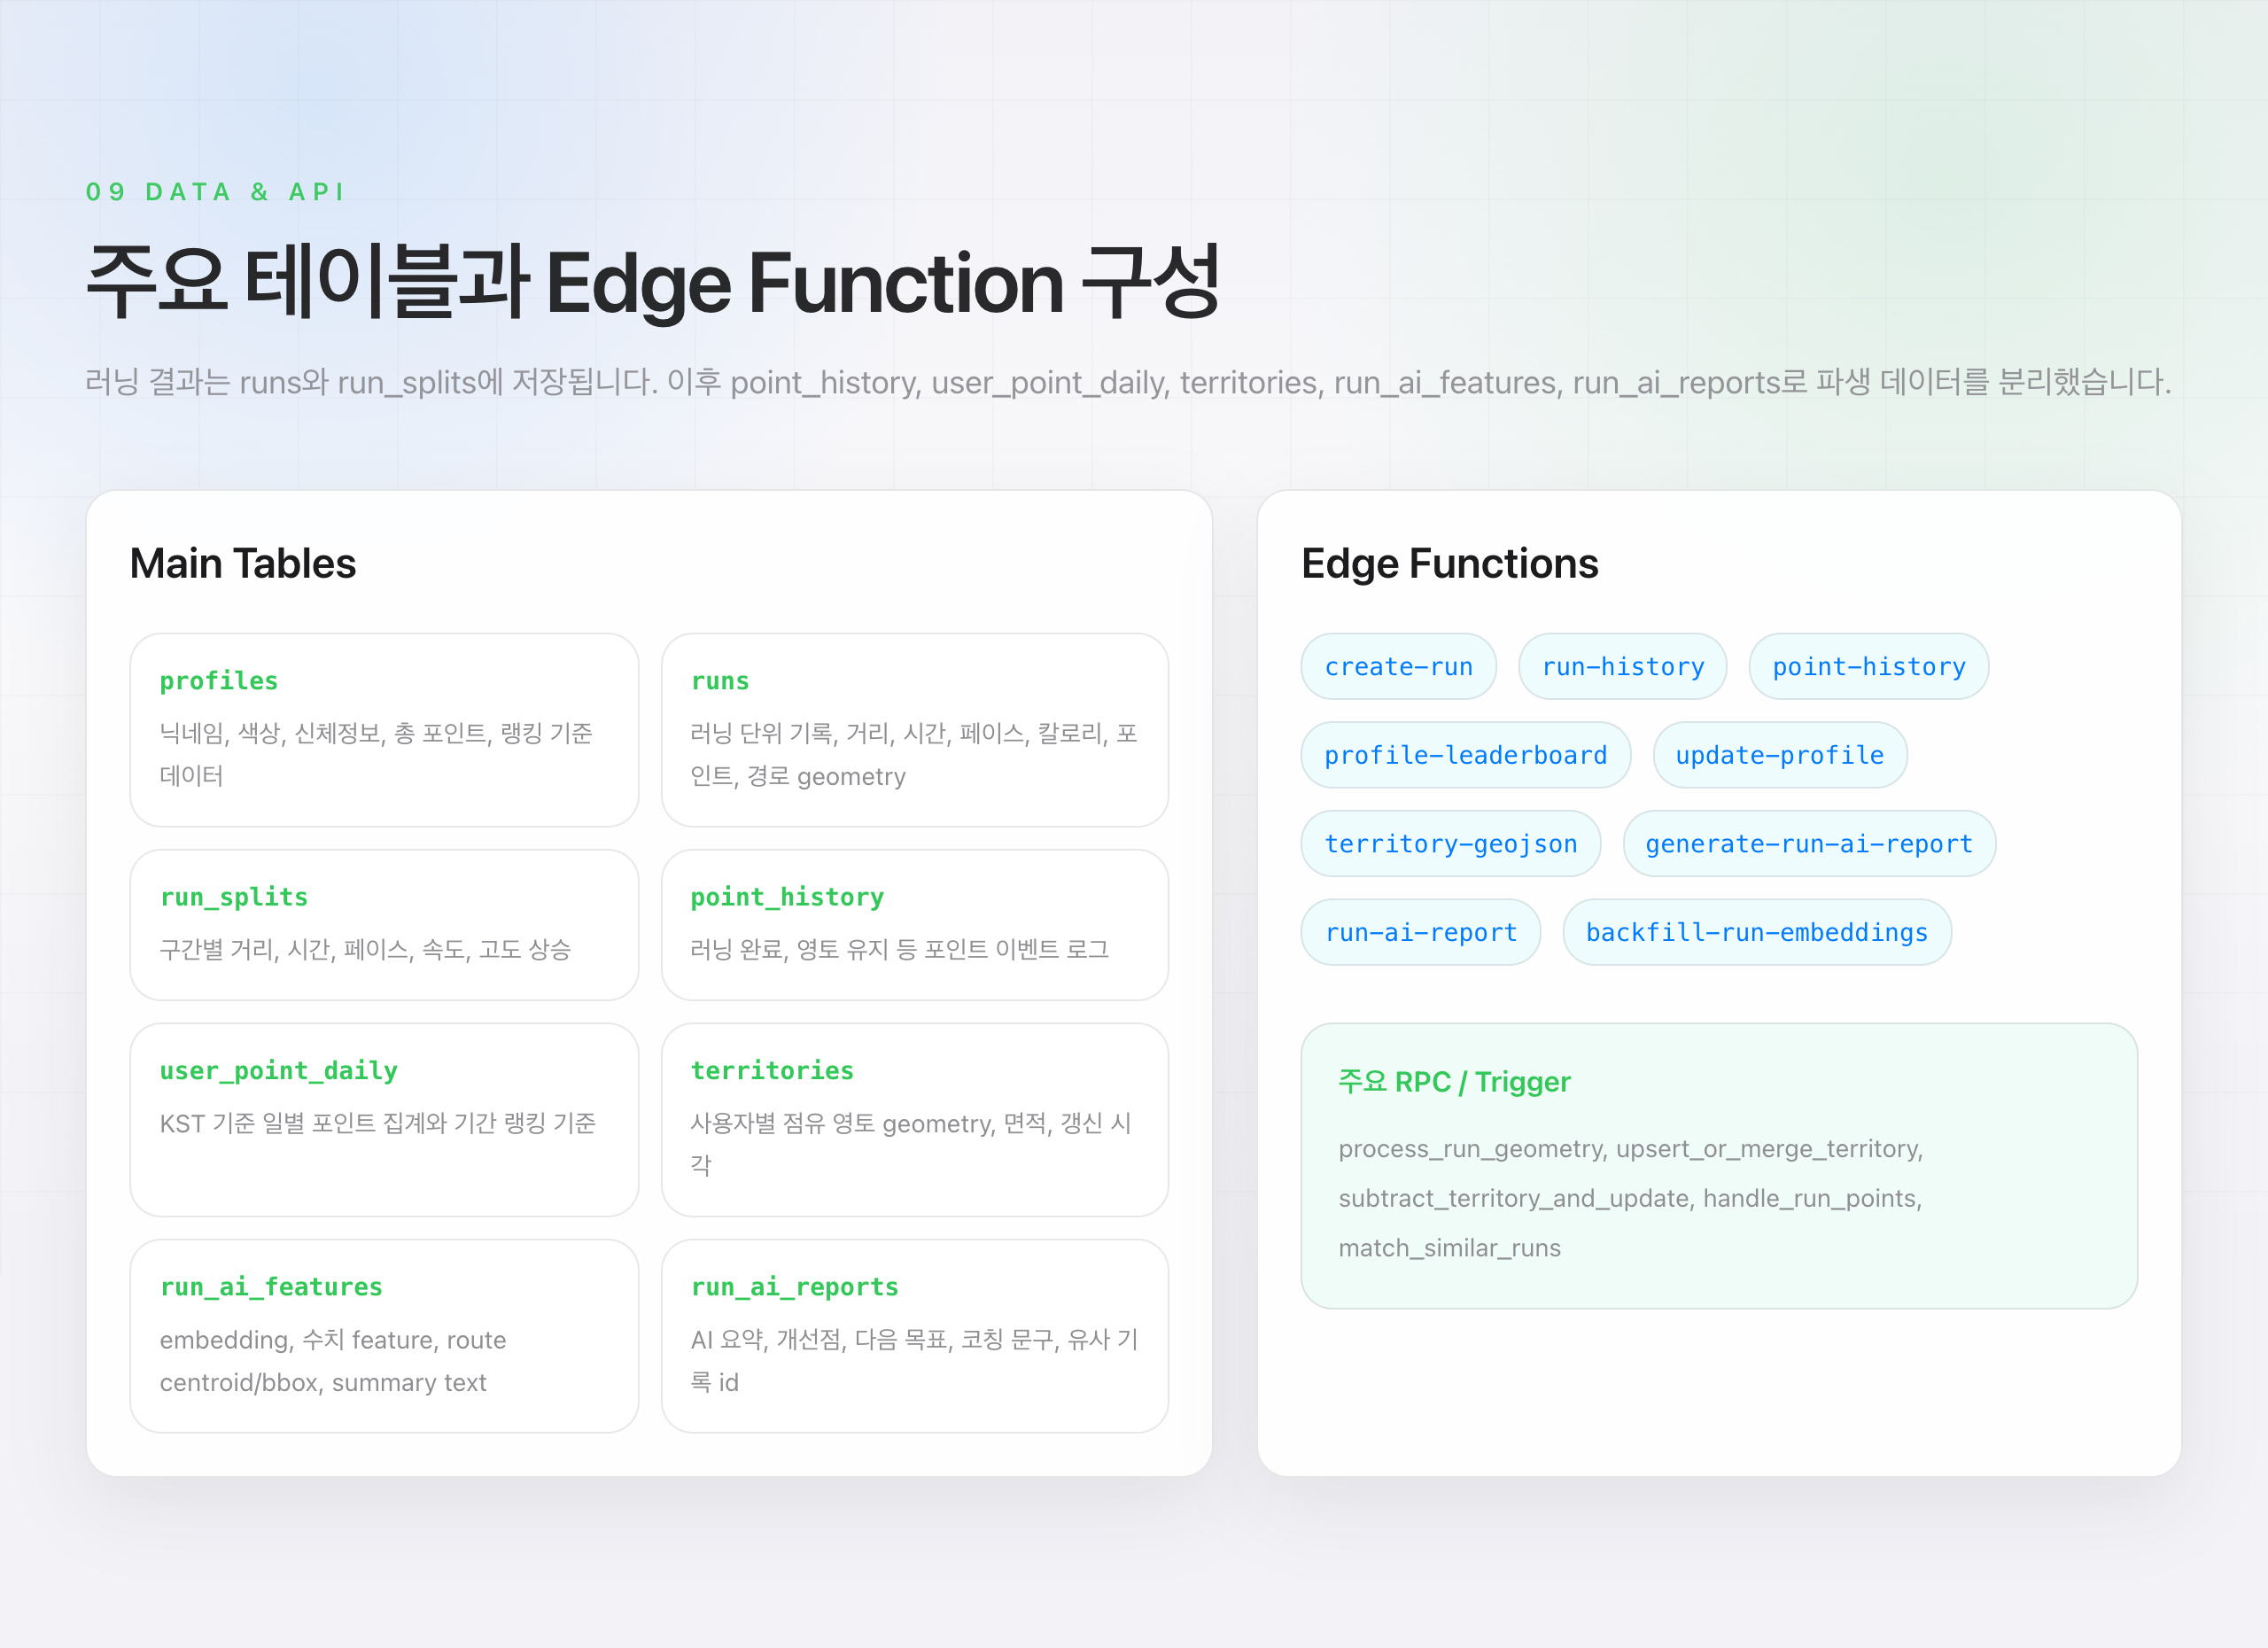 09 DATA & API
주요 테이블과 Edge Function 구성
러닝 결과는 runs와 run_splits에 저장됩니다. 이후 point_history, user_point_daily, territories, run_ai_features, run_ai_reports로 파생 데이터를 분리했습니다.
Main Tables
profiles
닉네임, 색상, 신체정보, 총 포인트, 랭킹 기준
데이터
runs
러닝 단위 기록, 거리, 시간, 페이스, 칼로리, 포
인트, 경로 geometry
run_splits
구간별 거리, 시간, 페이스, 속도, 고도 상승
point_history
러닝 완료, 영토 유지 등 포인트 이벤트 로그
user_point_daily
KST 기준 일별 포인트 집계와 기간 랭킹 기준
territories
사용자별 점유 영토 geometry, 면적, 갱신 시
각
run_ai_features
embedding, 수치 feature, route
centroid/bbox, summary text
run_ai_reports
AI 요약, 개선점, 다음 목표, 코칭 문구, 유사 기
록 id
Edge Functions
create-run run-history point-history
profile-leaderboard update-profile
territory-geojson generate-run-ai-report
run-ai-report backfill-run-embeddings
주요 RPC / Trigger
process_run_geometry, upsert_or_merge_territory,
subtract_territory_and_update, handle_run_points,
match_similar_runs